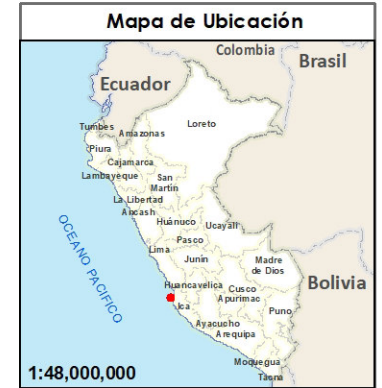 Mapa de Ubicación
Colombia
Brasil
Ecuador
Tumbes
Amazonas
Loreto
Piura
Cajamarca
Lambayeque
San
Martin
La Libertad
Ancash
Huánuco
Ucayali
Pasco
Lima
Junín
Madre
de Dios
OCEANO PACIFICO
Huancavelica
Cusco
Apurimac
Bolivia
Ica
Puno
Ayacucho
Arequipa
Moquegua
Tacna
1:48,000,000